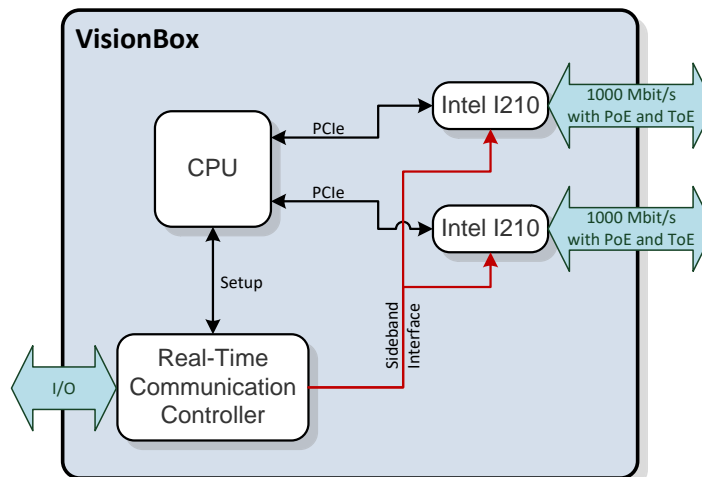 VisionBox
Intel I210
1000 Mbit/s
with PoE and ToE
PCIe
CPU
PCIe
Intel I210
1000 Mbit/s
with PoE and ToE
Setup
Sideband
Interface
Real-Time
Communication
Controller
I/O